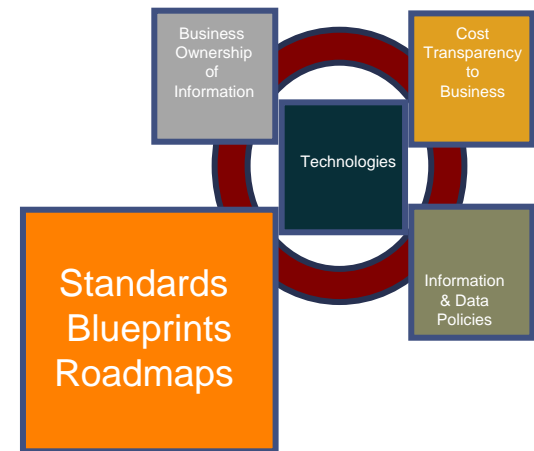 Business
Ownership
of
Information
Cost
Transparency
to
Business
Technologies
Standards
Blueprints
Roadmaps
Information
& Data
Policies